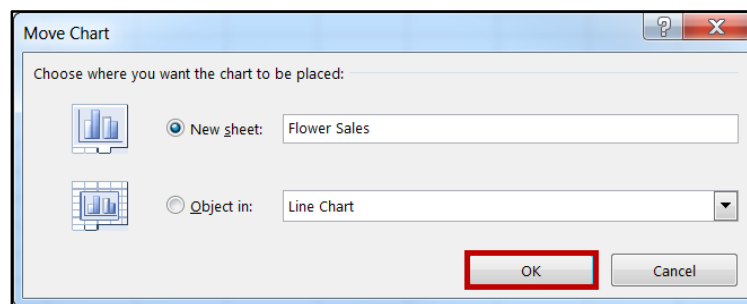 Move Chart
? X
Choose where you want the chart to be placed:
New sheet: Flower Sales
Object in: Line Chart
OK Cancel